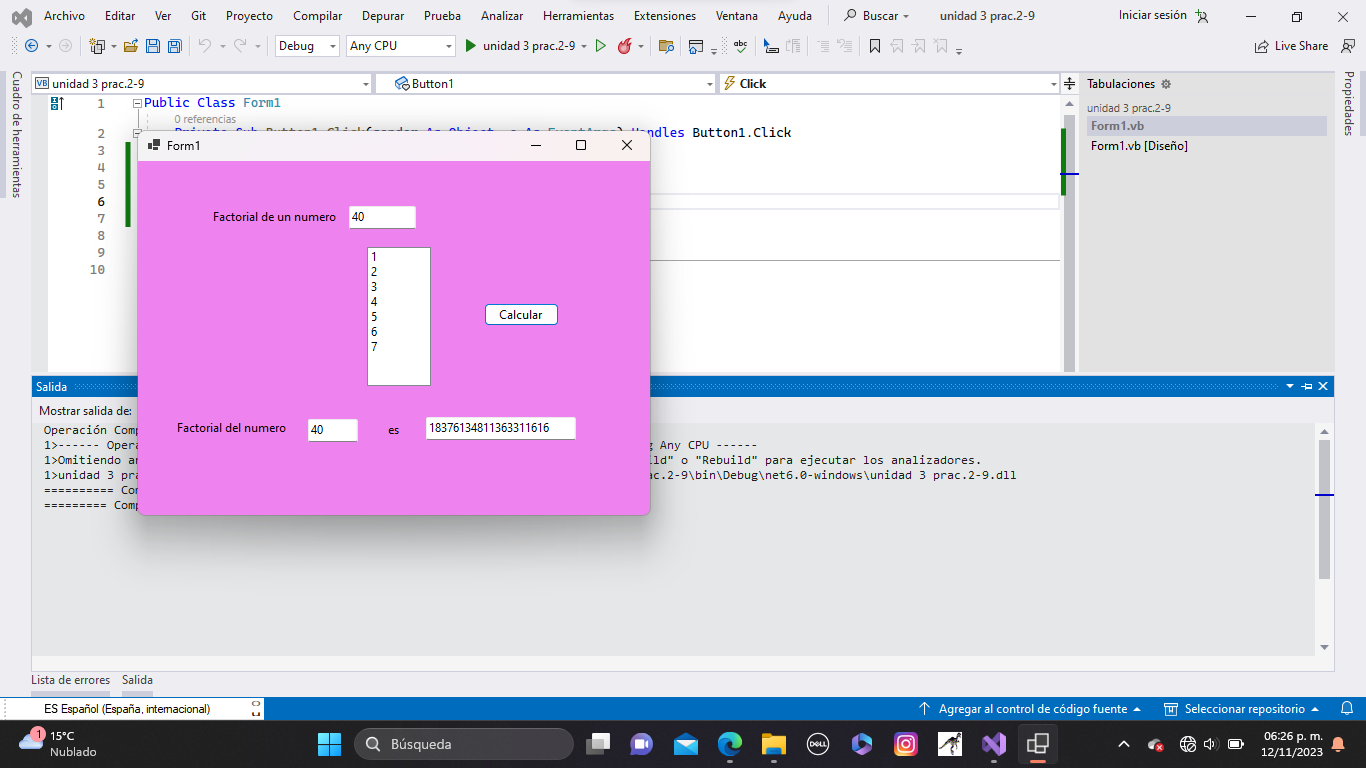 Archivo Editar Ver Git Proyecto Compilar Depurar Prueba Analizar Herramientas Extensiones Ventana Ayuda Buscar unidad 3 prac.2-9 Iniciar sesión
Debug Any CPU unidad 3 prac.2-9 abc Live Share
Cuadro de herramientas
VB unidad 3 prac.2-9 Button1 Click
1 Public Class Form1
0 referencias
2 Private Sub Button1_Click(sender As Object, e As EventArgs) Handles Button1.Click
3
4
5
6
7
8
9
10
Tabulaciones
unidad 3 prac.2-9
Form1.vb
Form1.vb [Diseño]
Propiedades
Form1
Factorial de un numero 40
1
2
3
4
5
6
7
Calcular
Factorial del numero 40 es 18376134811363311616
Salida
Mostrar salida de:
Operación Comp
1>------ Opera g Any CPU ------
1>Omitiendo an ild" o "Rebuild" para ejecutar los analizadores.
1>unidad 3 pra ac.2-9\bin\Debug\net6.0-windows\unidad 3 prac.2-9.dll
========== Com
========= Comp
Lista de errores Salida
ES Español (España, internacional) Agregar al control de código fuente Seleccionar repositorio
1
15°C
Nublado
Búsqueda
DELL
06:26 p. m.
12/11/2023